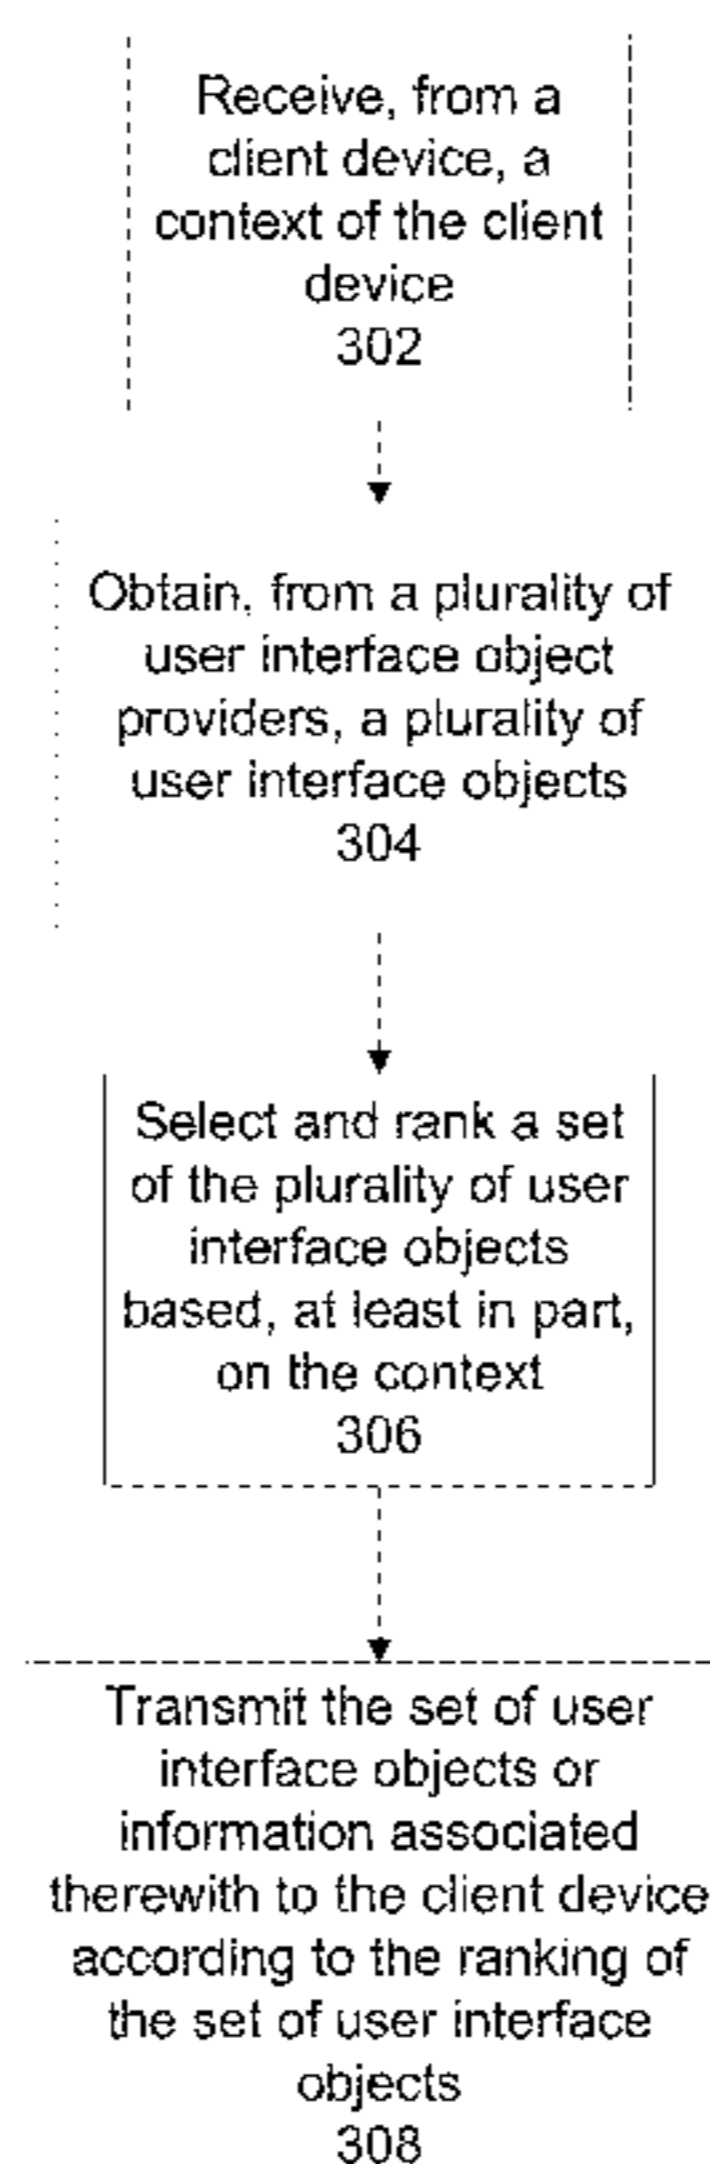 Receive, from a
client device, a
context of the client
device
302
Obtain, from a plurality of
user interface object
providers, a plurality of
user interface objects
304
Select and rank a set
of the plurality of user
interface objects
based, at least in part,
on the context
306
Transmit the set of user
interface objects or
information associated
therewith to the client device
according to the ranking of
the set of user interface
objects
308